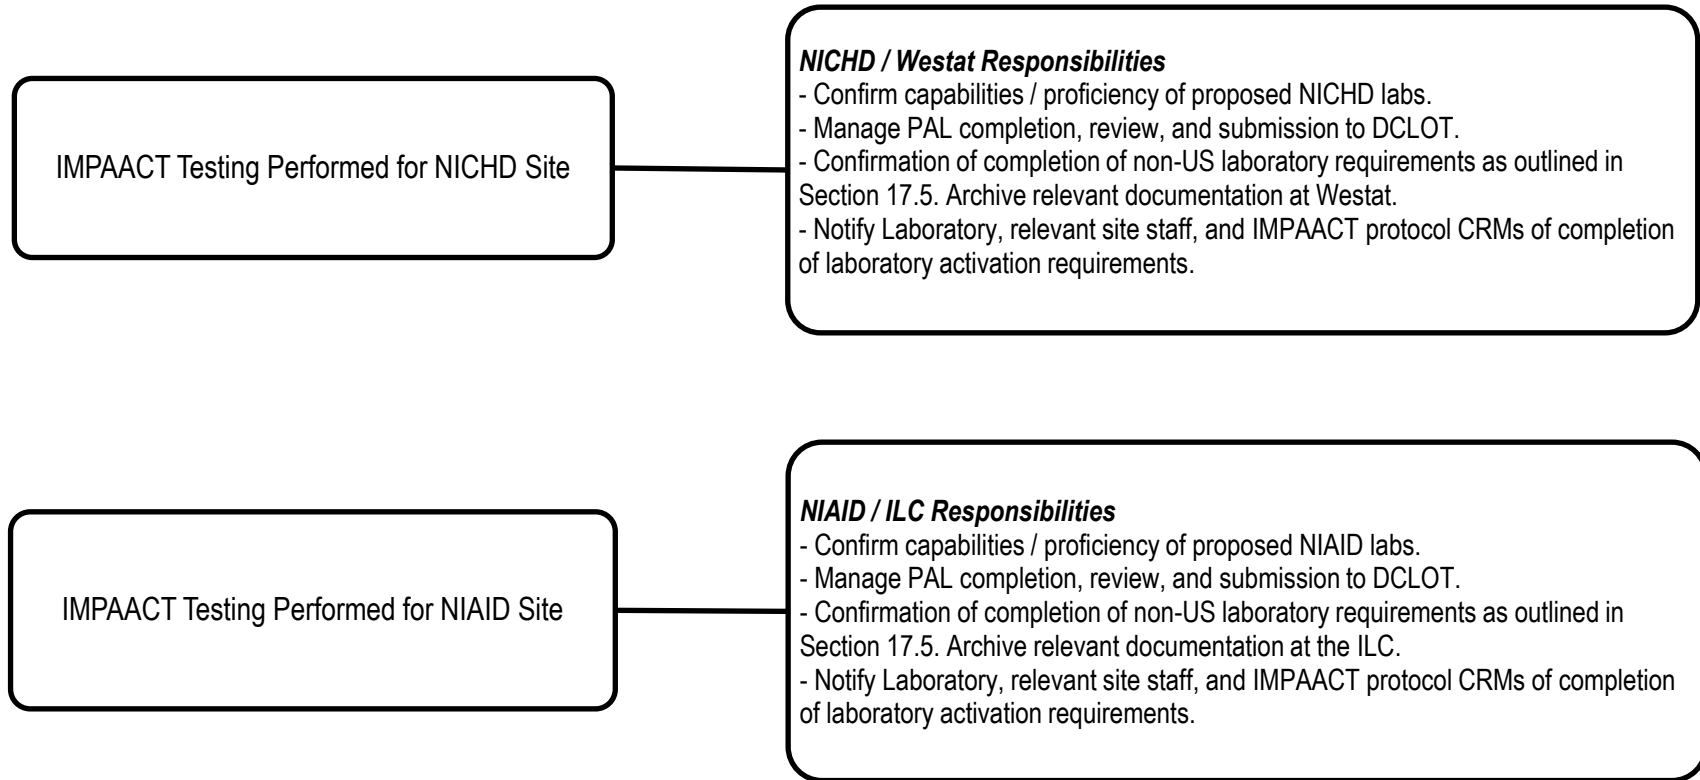 IMPAACT Testing Performed for NICHD Site
NICHD / Westat Responsibilities
- Confirm capabilities / proficiency of proposed NICHD labs.
- Manage PAL completion, review, and submission to DCLOT.
- Confirmation of completion of non-US laboratory requirements as outlined in
Section 17.5. Archive relevant documentation at Westat.
- Notify Laboratory, relevant site staff, and IMPAACT protocol CRMs of completion
of laboratory activation requirements.
IMPAACT Testing Performed for NIAID Site
NIAID / ILC Responsibilities
- Confirm capabilities / proficiency of proposed NIAID labs.
- Manage PAL completion, review, and submission to DCLOT.
- Confirmation of completion of non-US laboratory requirements as outlined in
Section 17.5. Archive relevant documentation at the ILC.
- Notify Laboratory, relevant site staff, and IMPAACT protocol CRMs of completion
of laboratory activation requirements.